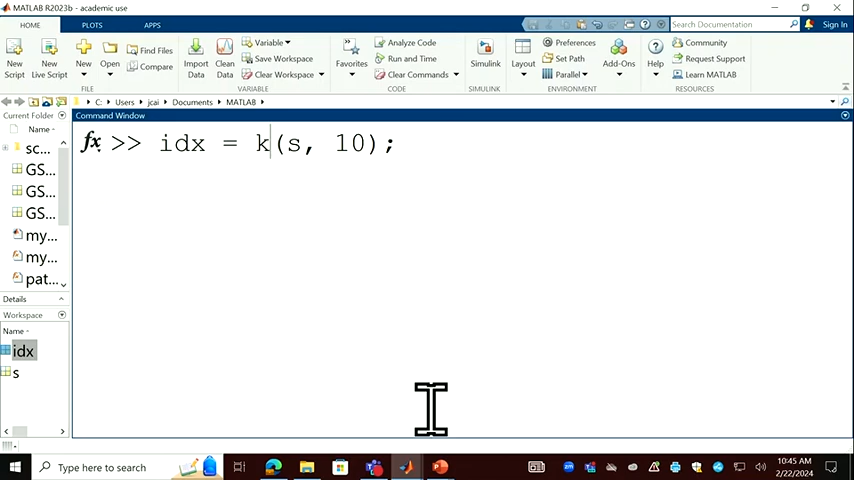 MATLAB R2023b - academic use
HOME PLOTS APPS
Search Documentation
Sign In
New Script
New Live Script
New
Open
Find Files
Compare
Import Data
Clean Data
Variable
Save Workspace
Clear Workspace
Favorites
Analyze Code
Run and Time
Clear Commands
Simulink
Layout
Preferences
Set Path
Parallel
Add-Ons
Help
Community
Request Support
Learn MATLAB
FILE VARIABLE CODE SIMULINK ENVIRONMENT RESOURCES
C: Users jcai Documents MATLAB
Current Folder
Name
sc...
GS...
GS...
GS...
my...
my...
pat...
Details
Workspace
Name
idx
s
Command Window
fx >> idx = k(s, 10);
Type here to search
10:45 AM
2/22/2024